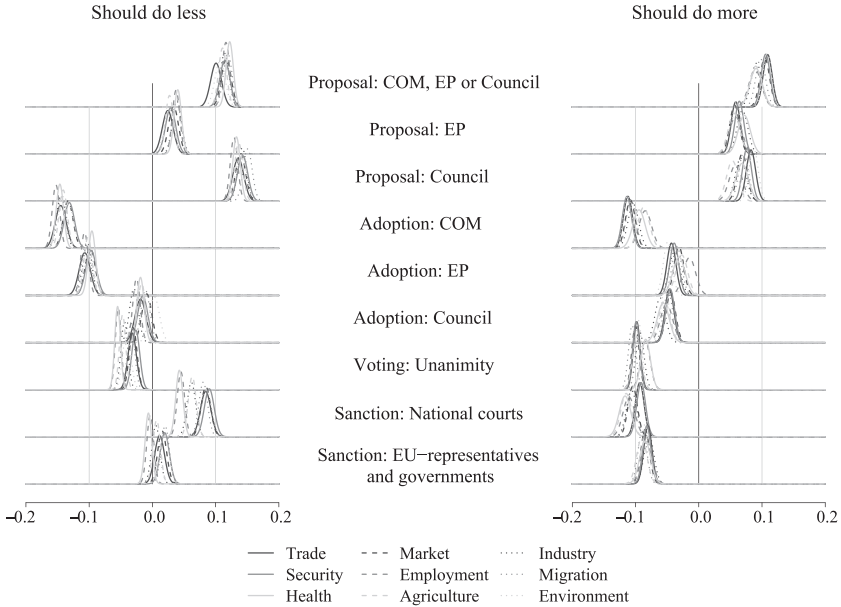 Should do less
Should do more
Proposal: COM, EP or Council
Proposal: EP
Proposal: Council
Adoption: COM
Adoption: EP
Adoption: Council
Voting: Unanimity
Sanction: National courts
Sanction: EU−representatives
and governments
−0.2 −0.1 0.0 0.1 0.2
−0.2 −0.1 0.0 0.1 0.2
Trade Market Industry
Security Employment Migration
Health Agriculture Environment